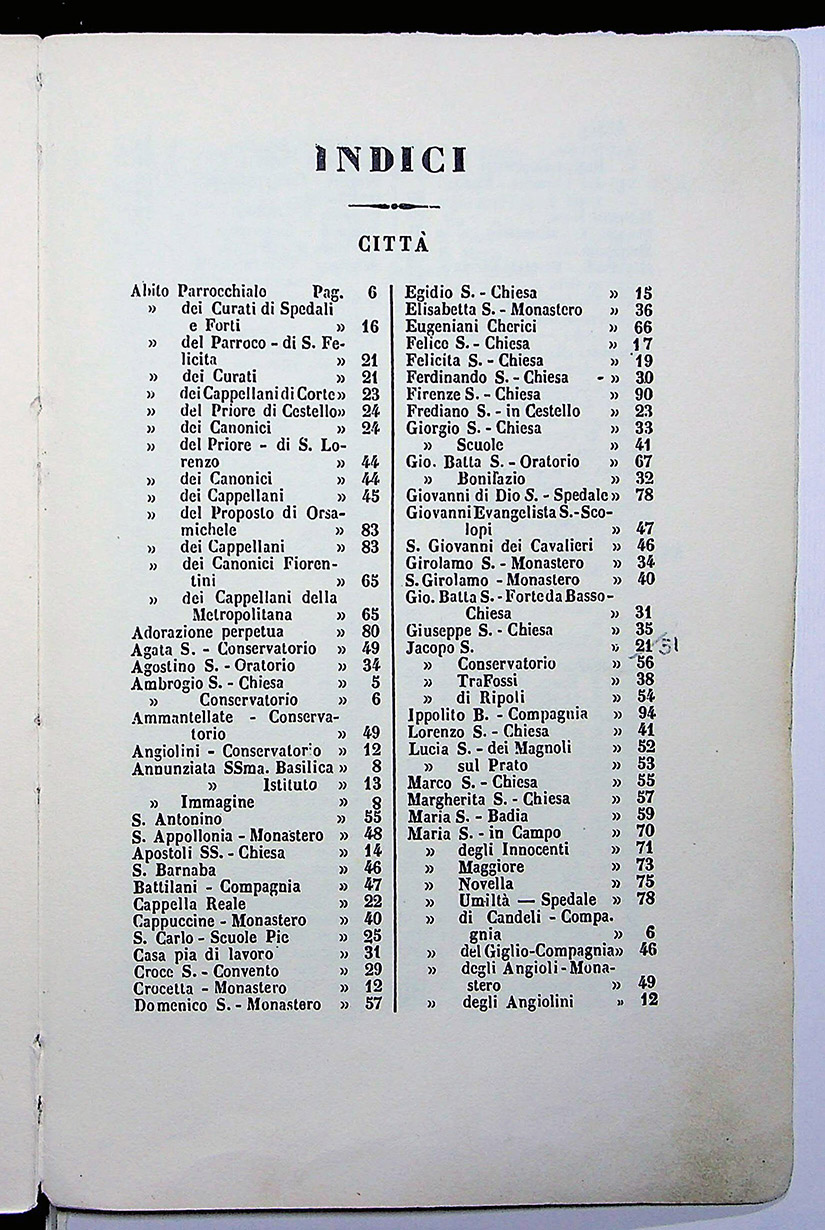 INDICI
CITTÀ
Abito Parrocchialo Pag. 6
» dei Curati di Spedali
e Forti » 16
» del Parroco - di S. Fe-
licita » 21
» dei Curati » 21
» dei Cappellani di Corte » 23
» del Priore di Cestello » 24
» dei Canonici » 24
» del Priore - di S. Lo-
renzo » 44
» dei Canonici » 44
» dei Cappellani » 45
» del Proposto di Orsa-
michele » 83
» dei Cappellani » 83
» dei Canonici Fioren-
tini » 65
» dei Cappellani della
Metropolitana » 65
Adorazione perpetua » 80
Agata S. - Conservatorio » 49
Agostino S. - Oratorio » 34
Ambrogio S. - Chiesa » 5
» Conservatorio » 6
Ammantellate - Conserva-
torio » 49
Angiolini - Conservatorio » 12
Annunziata SSma. Basilica » 8
» Istituto » 13
» Immagine » 8
S. Antonino » 55
S. Appollonia - Monastero » 48
Apostoli SS. - Chiesa » 14
S. Barnaba » 46
Battilani - Compagnia » 47
Cappella Reale » 22
Cappuccine - Monastero » 40
S. Carlo - Scuole Pie » 25
Casa pia di lavoro » 31
Croce S. - Convento » 29
Crocetta - Monastero » 12
Domenico S. - Monastero » 57
Egidio S. - Chiesa » 15
Elisabetta S. - Monastero » 36
Eugeniani Cherici » 66
Felice S. - Chiesa » 17
Felicita S. - Chiesa » 19
Ferdinando S. - Chiesa - » 30
Firenze S. - Chiesa » 90
Frediano S. - in Cestello » 23
Giorgio S. - Chiesa » 33
» Scuole » 41
Gio. Batta S. - Oratorio » 67
» Bonifazio » 32
Giovanni di Dio S. - Spedale » 78
Giovanni Evangelista S. - Sco-
lopi » 47
S. Giovanni dei Cavalieri » 46
Girolamo S. - Monastero » 34
S. Girolamo - Monastero » 40
Gio. Batta S. - Forte da Basso -
Chiesa » 31
Giuseppe S. - Chiesa » 35
Jacopo S. » 21 51
» Conservatorio » 56
» TraFossi » 38
» di Ripoli » 54
Ippolito B. - Compagnia » 94
Lorenzo S. - Chiesa » 41
Lucia S. - dei Magnoli » 52
» sul Prato » 53
Marco S. - Chiesa » 55
Margherita S. - Chiesa » 57
Maria S. - Badia » 59
Maria S. - in Campo » 70
» degli Innocenti » 71
» Maggiore » 73
» Novella » 75
» Umiltà — Spedale » 78
» di Candeli - Compa.
gnia » 6
» del Giglio-Compagnia » 46
» degli Angioli - Mona-
stero » 49
» degli Angiolini » 12